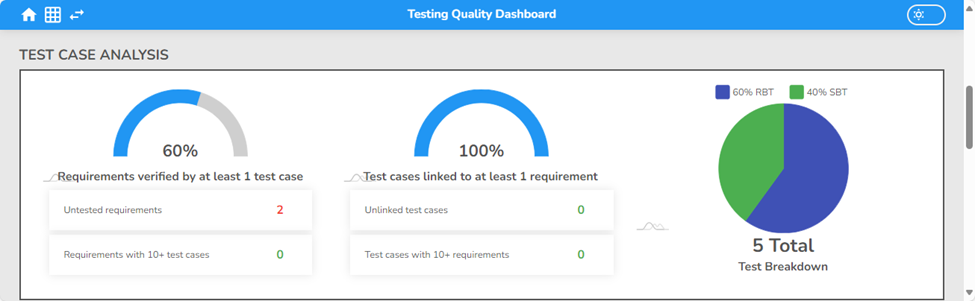 Testing Quality Dashboard
TEST CASE ANALYSIS
60%
Requirements verified by at least 1 test case
Untested requirements 2
Requirements with 10+ test cases 0
100%
Test cases linked to at least 1 requirement
Unlinked test cases 0
Test cases with 10+ requirements 0
60% RBT 40% SBT
5 Total
Test Breakdown